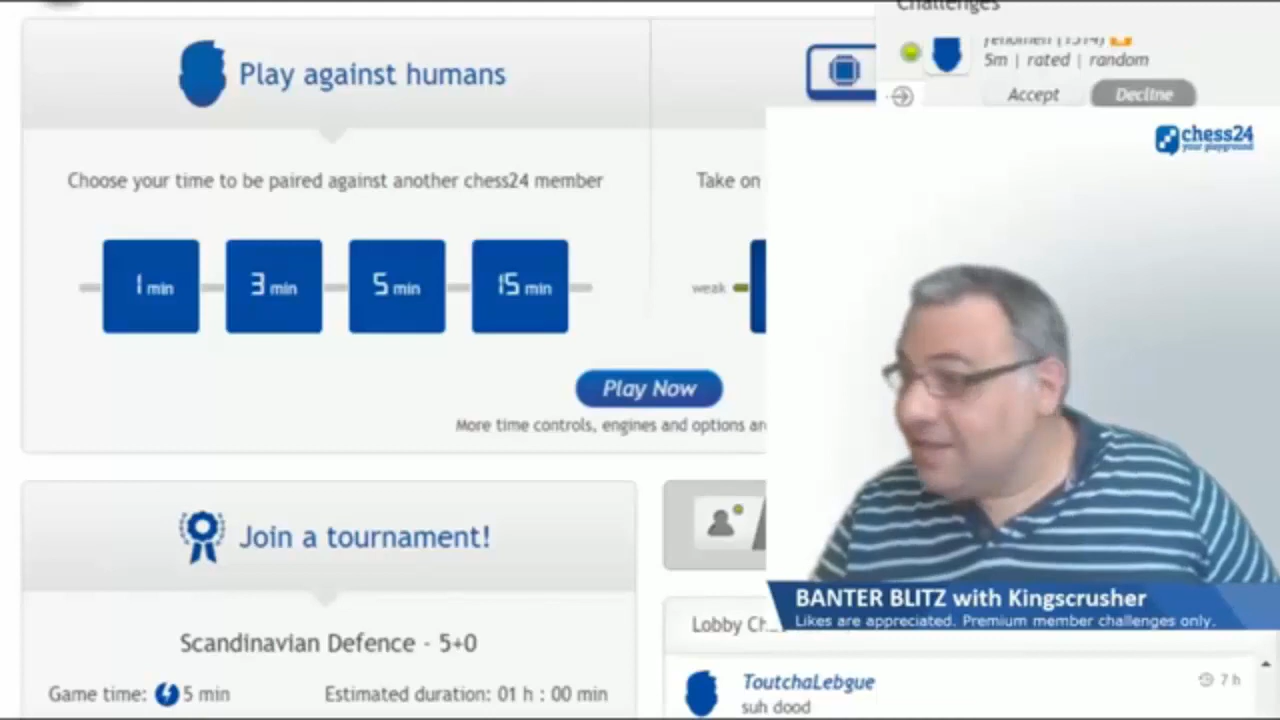 Challenges
5m | rated | random
Accept
Decline
Play against humans
chess24
your playground
Choose your time to be paired against another chess24 member
Take on
1 min
3 min
5 min
15 min
weak
Play Now
More time controls, engines and options
Join a tournament!
BANTER BLITZ with Kingscrusher
Likes are appreciated. Premium member challenges only.
Lobby
Scandinavian Defence - 5+0
ToutchaLebgue
7 h
Game time: 5 min
Estimated duration: 01 h : 00 min
suh dood